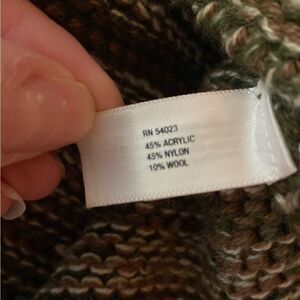 RN 54023
45% ACRYLIC
45% NYLON
10% WOOL